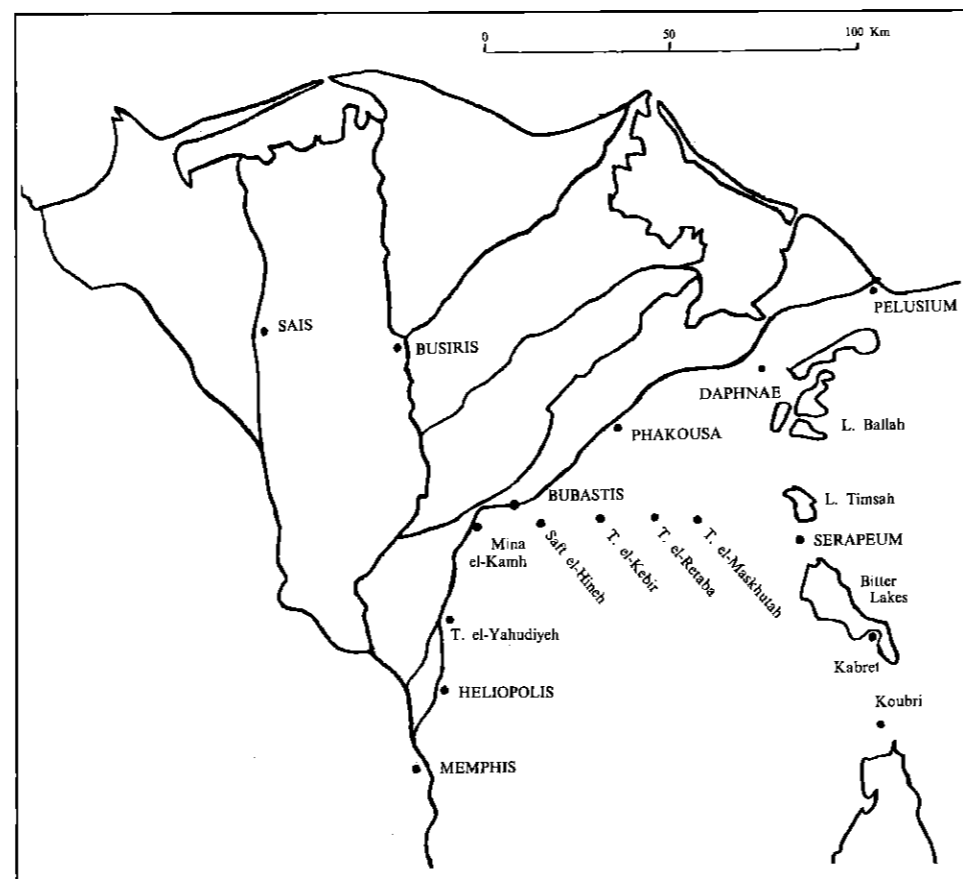 0
50
100 Km
PELUSIUM
SAIS
BUSIRIS
DAPHNAE
L. Ballah
PHAKOUSA
BUBASTIS
L. Timsah
SERAPEUM
Mina
el-Kamh
Saft el-Hineh
T. el-Kebir
T. el-Retaba
T. el-Maskhutah
Bitter
Lakes
T. el-Yahudiyeh
Kabret
HELIOPOLIS
Koubri
MEMPHIS